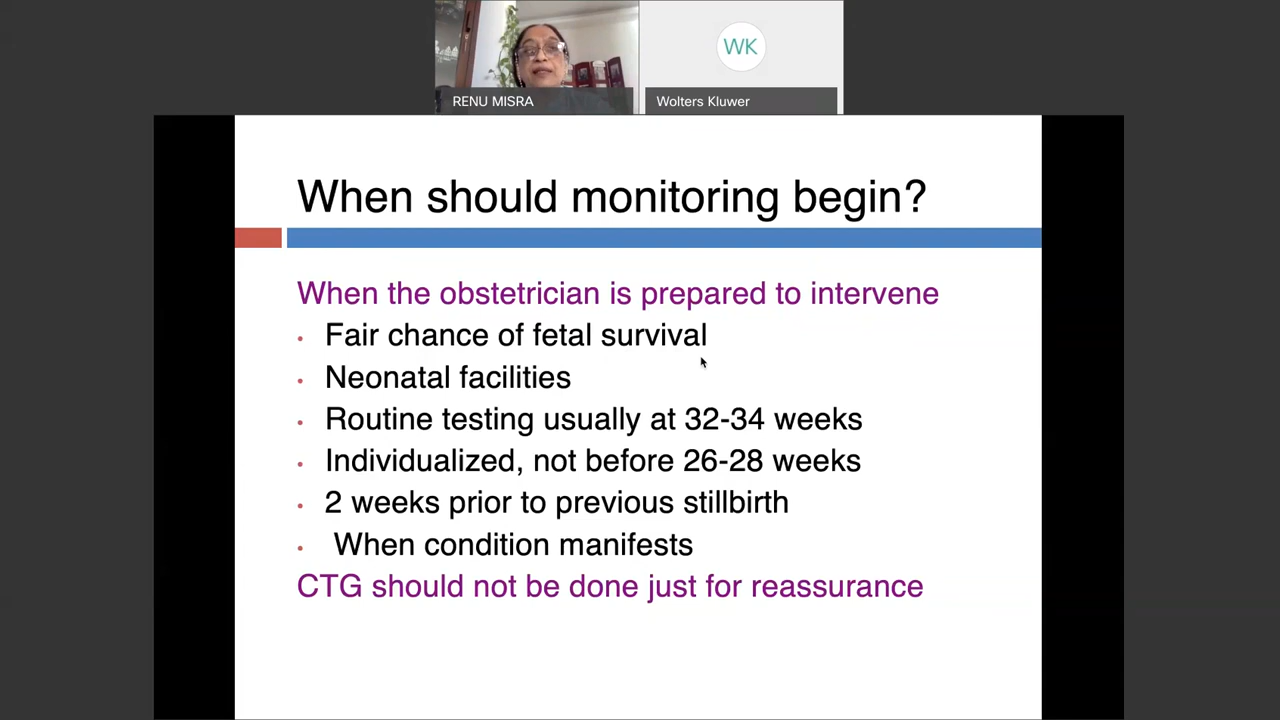 WK
RENU MISRA
Wolters Kluwer
When should monitoring begin?
When the obstetrician is prepared to intervene
• Fair chance of fetal survival
• Neonatal facilities
• Routine testing usually at 32-34 weeks
• Individualized, not before 26-28 weeks
• 2 weeks prior to previous stillbirth
• When condition manifests
CTG should not be done just for reassurance